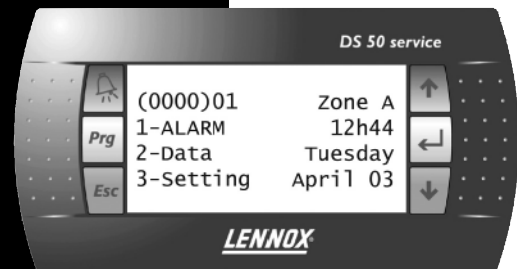 DS 50 service
(0000)01 Zone A
1-ALARM 12h44
Prg
2-Data Tuesday
3-Setting April 03
Esc
LENNOX